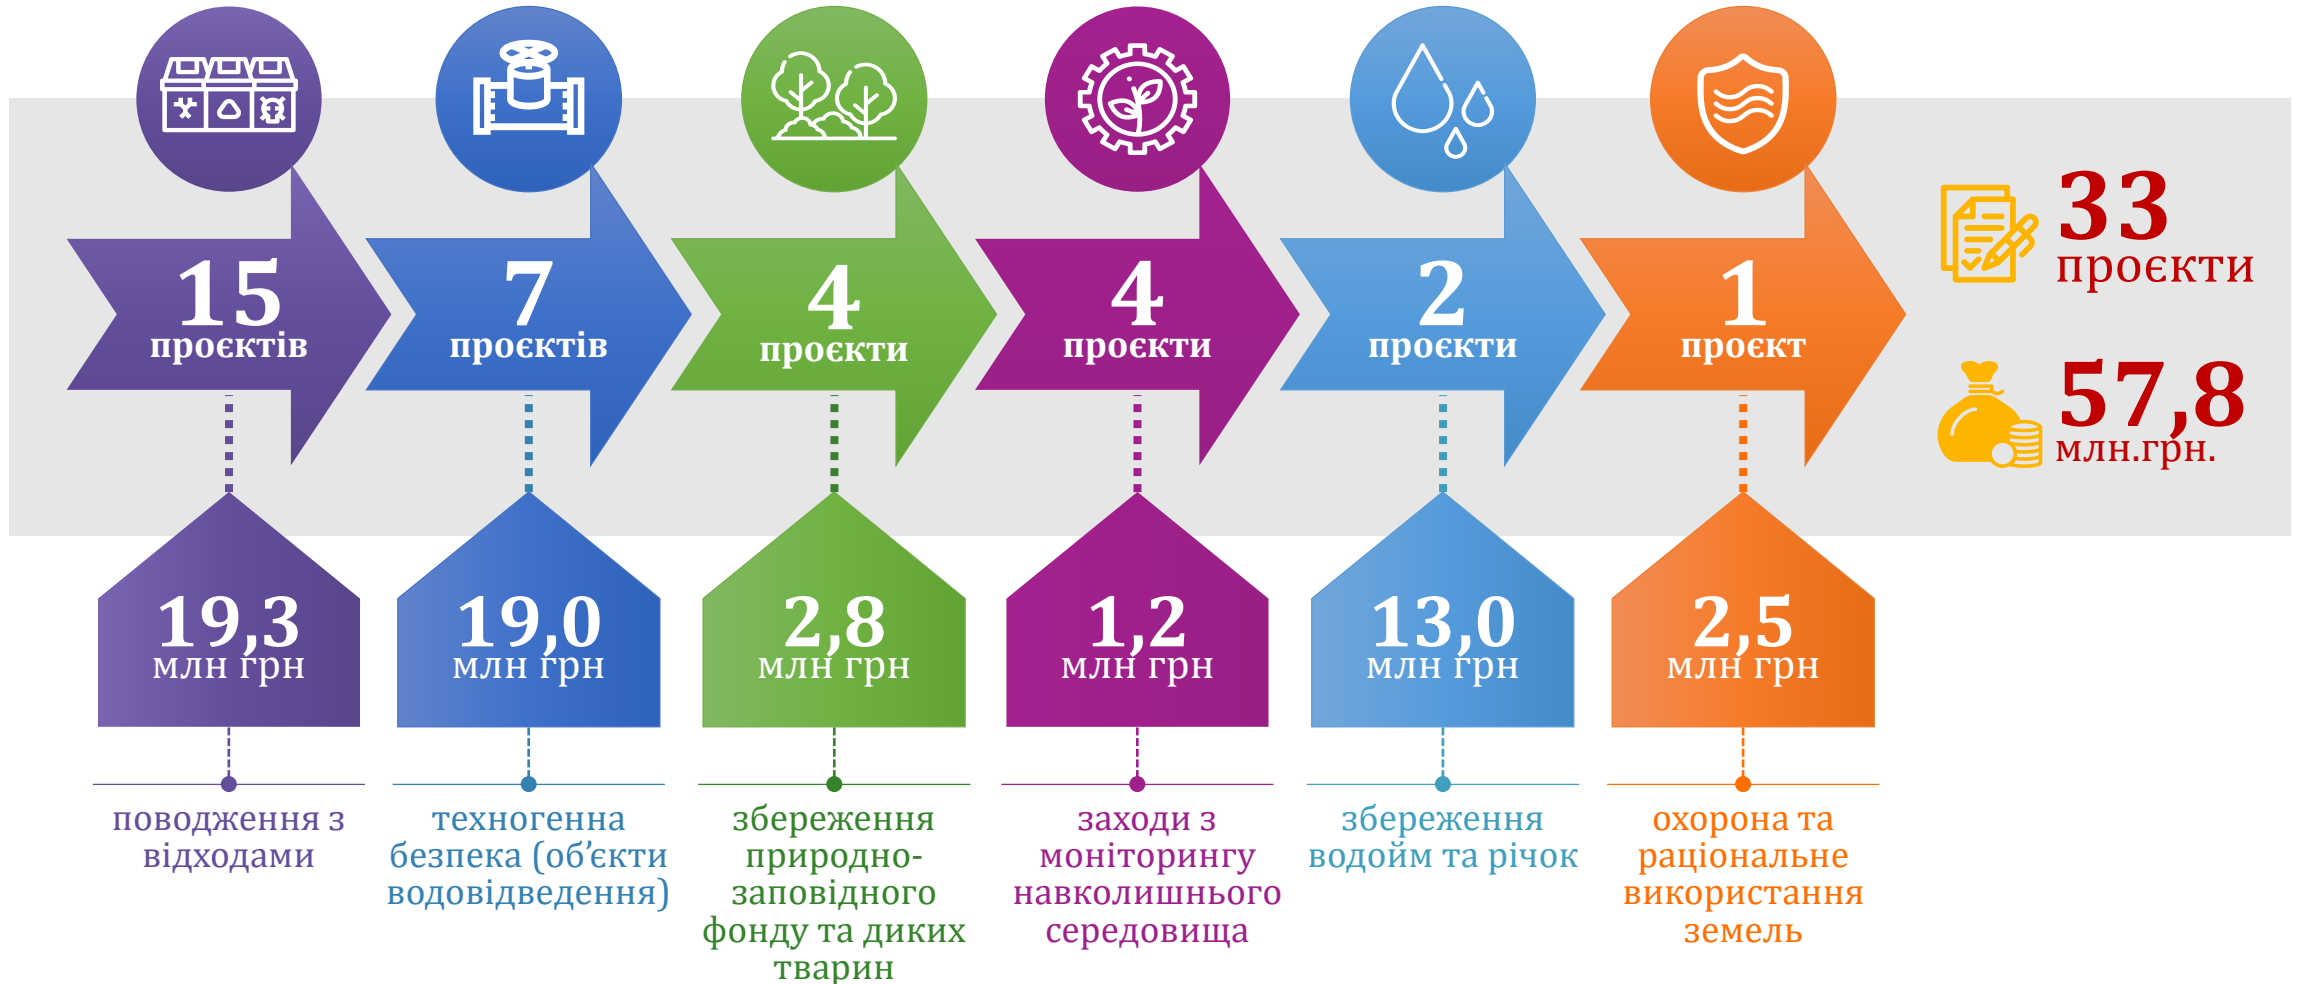 15
проєктів
7
проєктів
4
проєкти
4
проєкти
2
проєкти
1
проєкт
33
проєкти
57,8
млн.грн.
19,3
млн грн
19,0
млн грн
2,8
млн грн
1,2
млн грн
13,0
млн грн
2,5
млн грн
поводження з
відходами
техногенна
безпека (об’єкти
водовідведення)
збереження
природно-
заповідного
фонду та диких
тварин
заходи з
моніторингу
навколишнього
середовища
збереження
водойм та річок
охорона та
раціональне
використання
земель